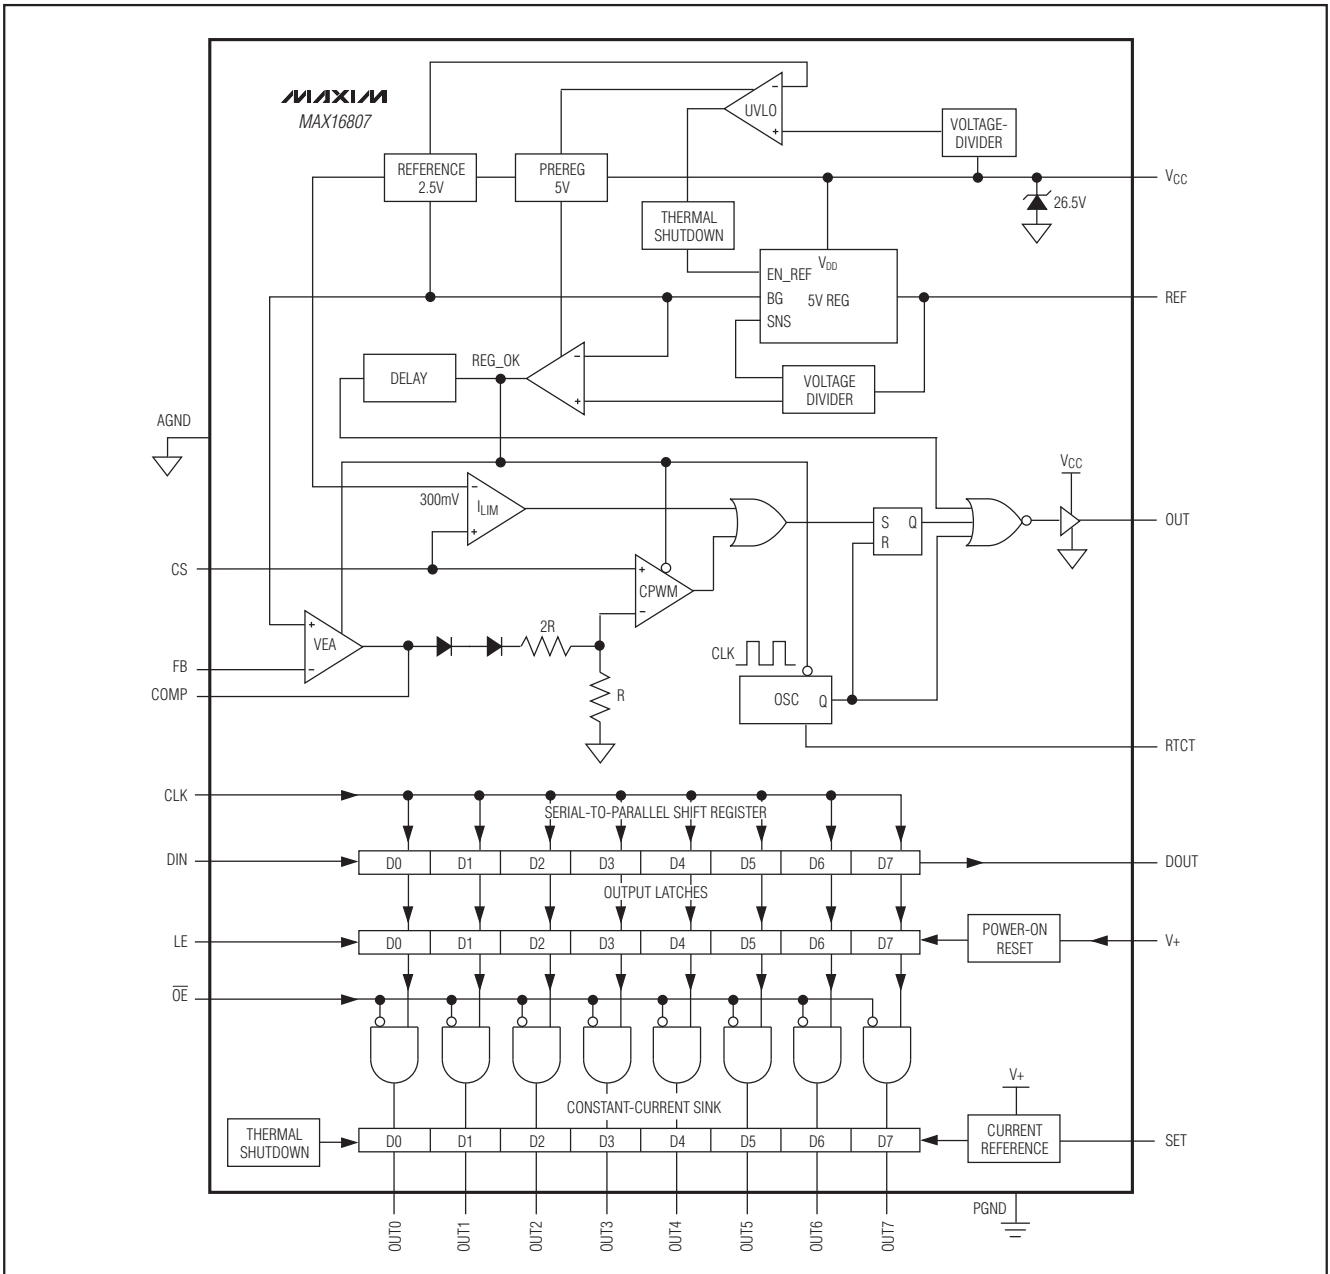 MAXIM
MAX16807
UVLO
−
+
VOLTAGE-
DIVIDER
REFERENCE
2.5V
PREREG
5V
VCC
26.5V
THERMAL
SHUTDOWN
VDD
EN_REF
BG
5V REG
SNS
REF
REG_OK
DELAY
−
+
VOLTAGE
DIVIDER
AGND
VCC
300mV
−
ILIM
+
S
Q
R
OUT
CS
+
CPWM
−
2R
+
VEA
−
FB
COMP
R
CLK
OSC
Q
RTCT
CLK
SERIAL-TO-PARALLEL SHIFT REGISTER
DIN
D0 D1 D2 D3 D4 D5 D6 D7
DOUT
OUTPUT LATCHES
LE
D0 D1 D2 D3 D4 D5 D6 D7
POWER-ON
RESET
V+
OE
V+
CONSTANT-CURRENT SINK
THERMAL
SHUTDOWN
D0 D1 D2 D3 D4 D5 D6 D7
CURRENT
REFERENCE
SET
PGND
OUT0
OUT1
OUT2
OUT3
OUT4
OUT5
OUT6
OUT7